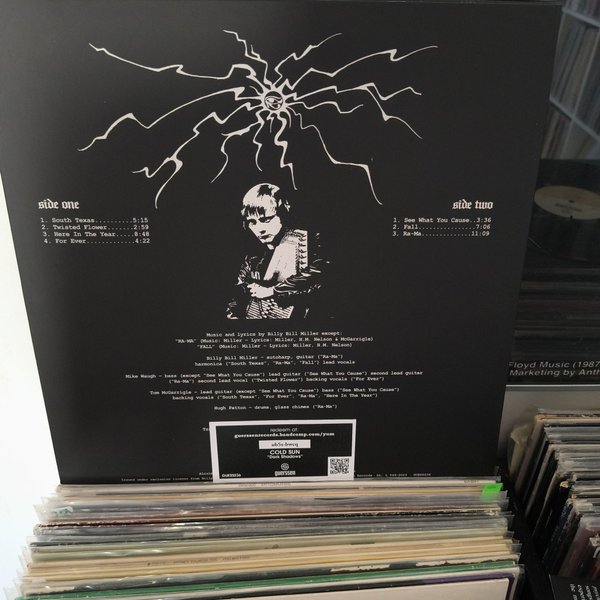 side one
1. South Texas..........5:15
2. Twisted Flower.......2:59
3. Here In The Year.....8:48
4. For Ever.............4:22
side two
1. See What You Cause..3:36
2. Fall...............7:06
3. Ra-Ma.............11:09
Music and lyrics by Billy Bill Miller except:
"RA-MA" (Music: Miller - Lyrics: Miller, H.M. Nelson & McGarrigle)
"FALL" (Music: Miller - Lyrics: Miller, H.M. Nelson)
Billy Bill Miller - autoharp, guitar ("Ra-Ma")
harmonica ("South Texas", "Ra-Ma", "Fall") lead vocals
Mike Waugh - bass (except "See What You Cause") lead guitar ("See What You Cause") second lead guitar
("Ra-Ma") second lead vocal ("Twisted Flower") backing vocals ("For Ever")
Tom McGarrigle - lead guitar (except "See What You Cause") bass ("See What You Cause")
backing vocals ("South Texas", "For Ever", "Ra-Ma", "Here In The Year")
Hugh Patton - drums, glass chimes ("Ra-Ma")
redeem at:
guerssenrecords.bandcamp.com/yum
COLD SUN
"Dark Shadows"
guerssen
Issued under exclusive license from
Floyd Music (1987
Marketing by Anth